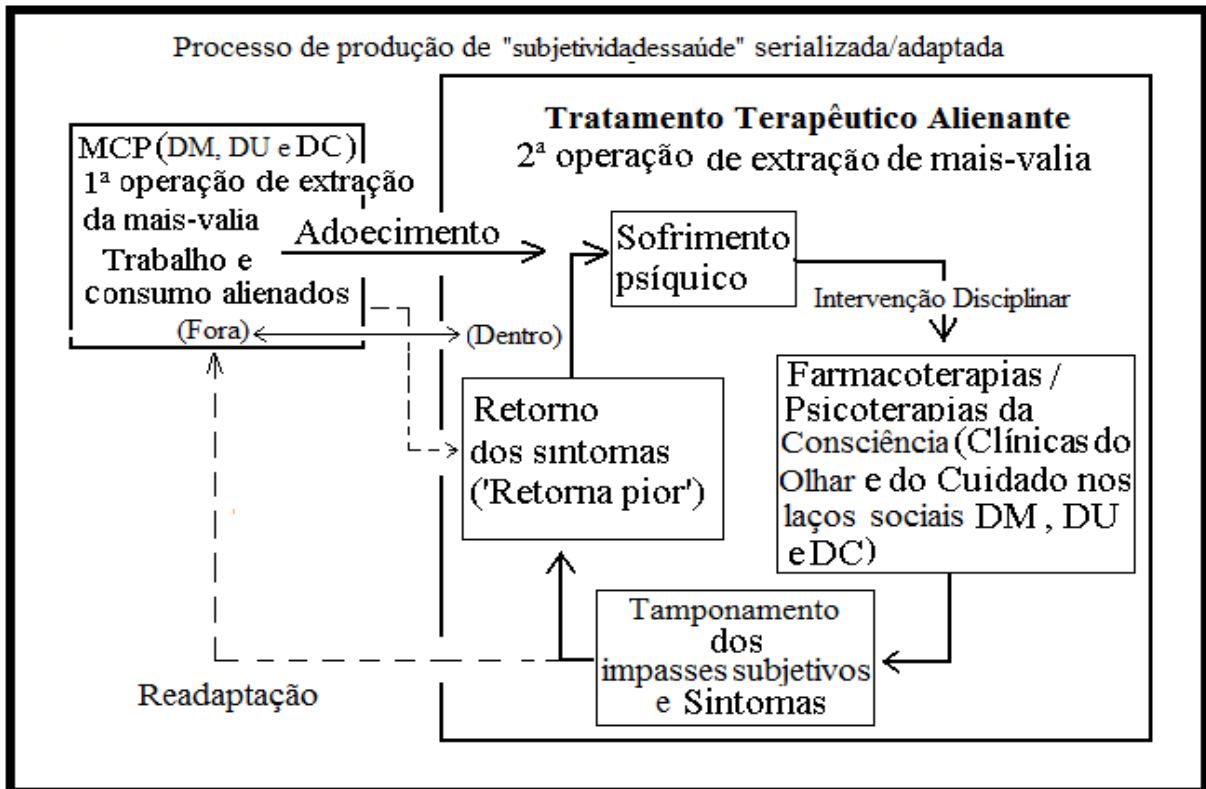 Processo de produção de "subjetividadessaúde" serializada/adaptada
MCP (DM, DU e DC)
1ª operação de extração
da mais-valia
Trabalho e
consumo alienados
(Fora)
Adoecimento
(Dentro)
Tratamento Terapêutico Alienante
2ª operação de extração de mais-valia
Sofrimento
psíquico
Intervenção Disciplinar
Farmacoterapias /
Psicoterapias da
Consciência (Clínicas do
Olhar e do Cuidado nos
laços sociais DM , DU
e DC)
Retorno
dos sintomas
('Retorna pior')
Tamponamento
dos
impasses subjetivos
e Sintomas
Readaptação